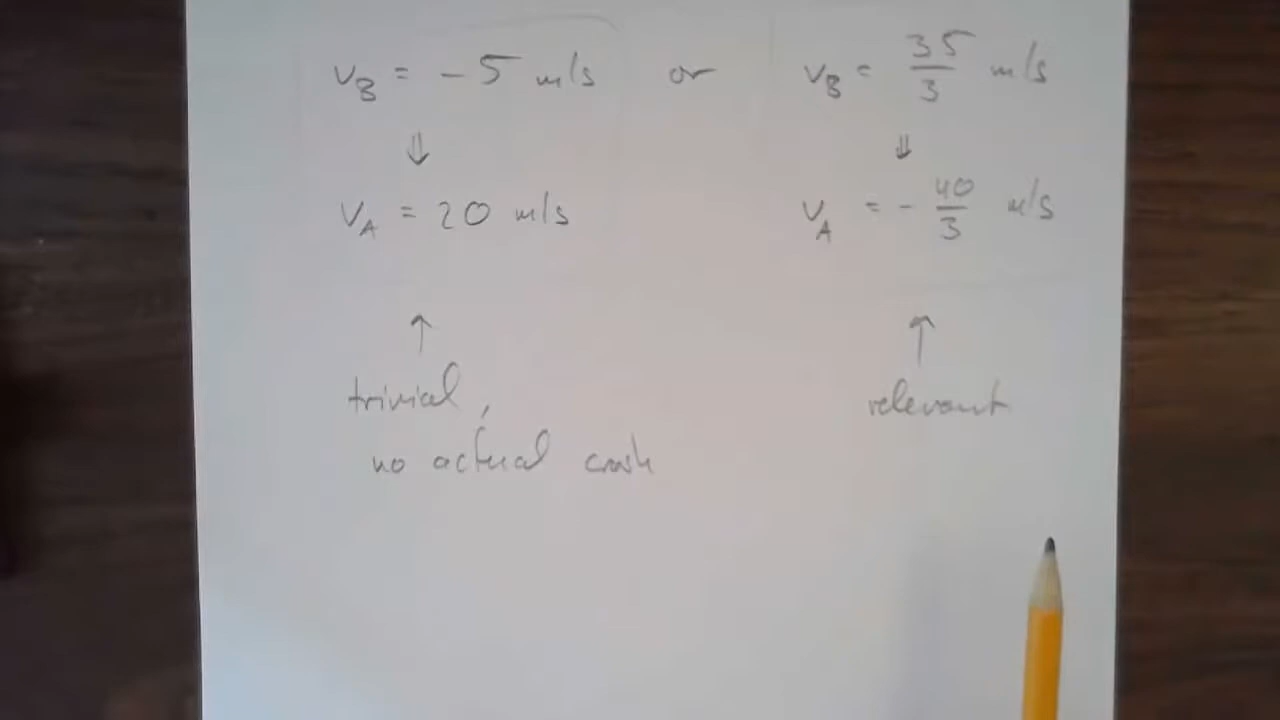 v_B = -5 m/s or v_B = 35/3 m/s
⇓ ⇓
v_A = 20 m/s v_A = - 40/3 m/s
↑ ↑
trivial, relevant
no actual crash